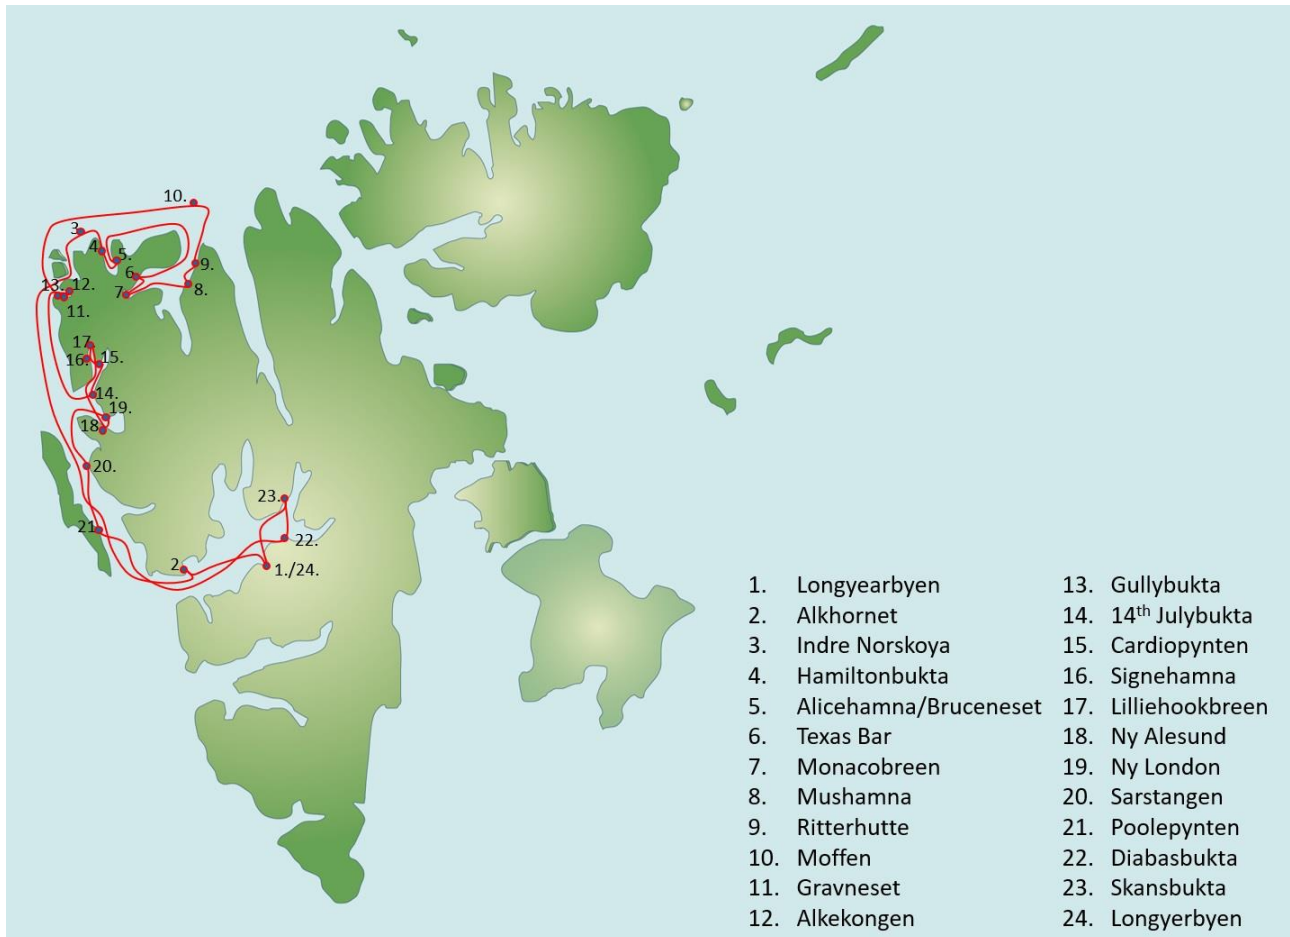 10.
3
4
5.
6
9.
7
8.
13.
12.
11.
17
16.
15.
14.
19.
18
20.
21
23.
22.
2
1./24.
1. Longyearbyen
2. Alkhornet
3. Indre Norskoya
4. Hamiltonbukta
5. Alicehamna/Bruceneset
6. Texas Bar
7. Monacobreen
8. Mushamna
9. Ritterhutte
10. Moffen
11. Gravneset
12. Alkekongen
13. Gullybukta
14. 14th Julybukta
15. Cardiopynten
16. Signehamna
17. Lilliehookbreen
18. Ny Alesund
19. Ny London
20. Sarstangen
21. Poolepynten
22. Diabasbukta
23. Skansbukta
24. Longyerbyen